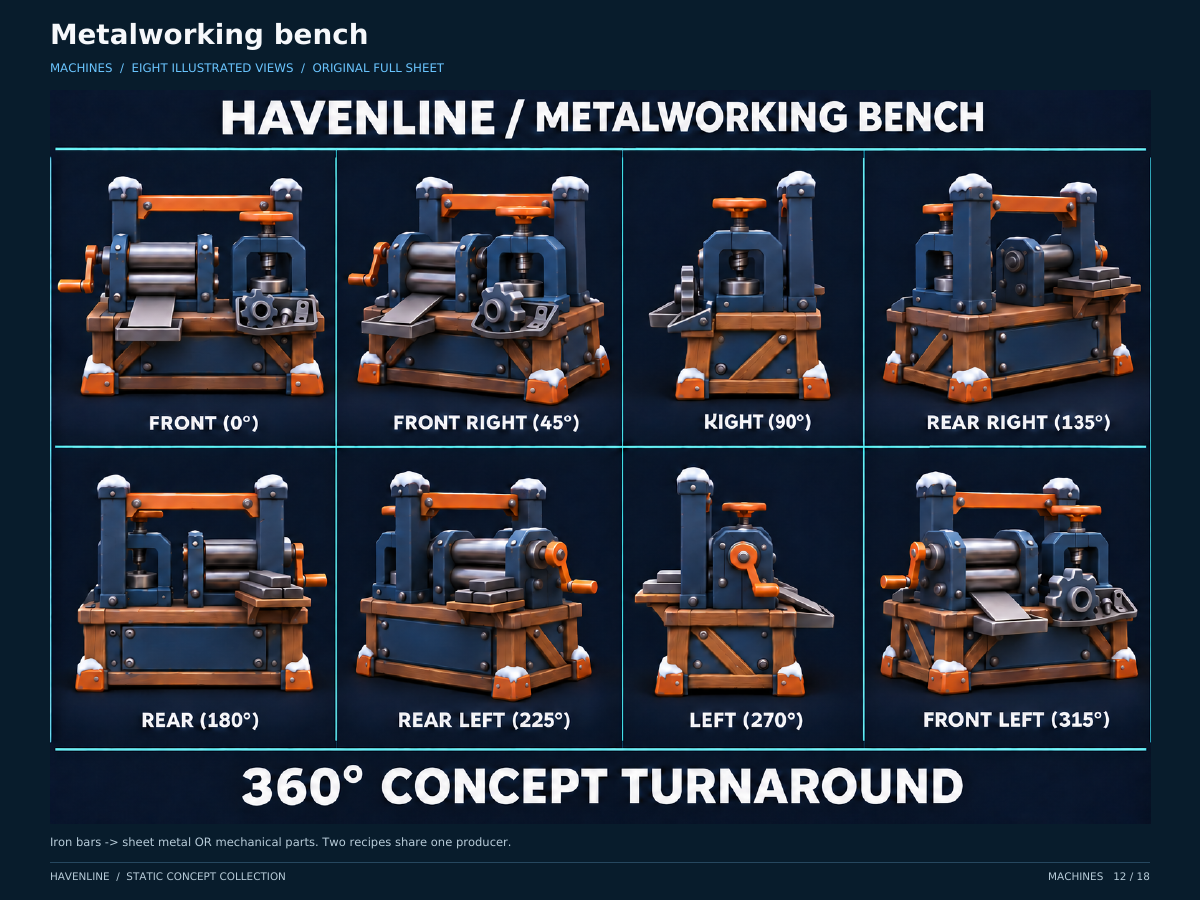 Metalworking bench
MACHINES / EIGHT ILLUSTRATED VIEWS / ORIGINAL FULL SHEET
HAVENLINE / METALWORKING BENCH
FRONT (0°)
FRONT RIGHT (45°)
KIGHT (90°)
REAR RIGHT (135°)
REAR (180°)
REAR LEFT (225°)
LEFT (270°)
FRONT LEFT (315°)
360° CONCEPT TURNAROUND
Iron bars -> sheet metal OR mechanical parts. Two recipes share one producer.
HAVENLINE / STATIC CONCEPT COLLECTION
MACHINES 12 / 18